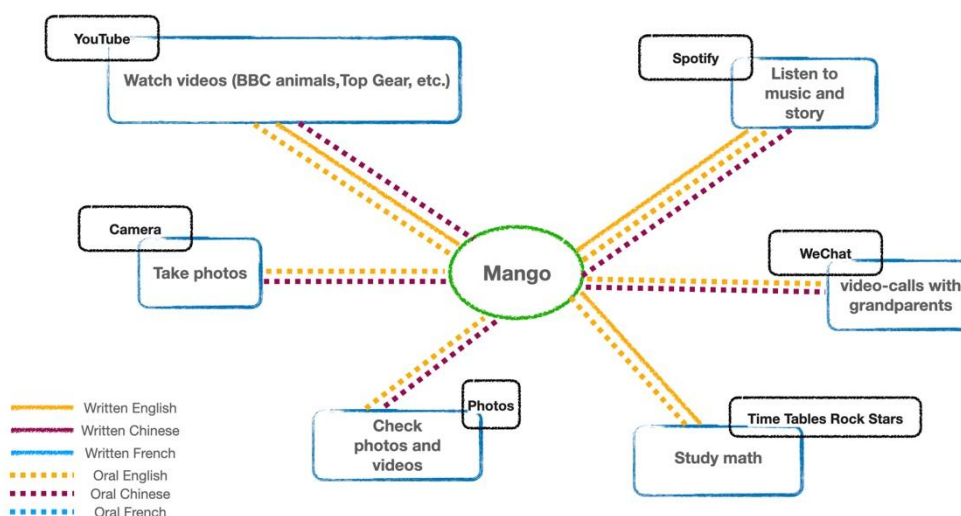 YouTube
Watch videos (BBC animals,Top Gear, etc.)
Spotify
Listen to
music and
story
Camera
Take photos
Mango
WeChat
video-calls with
grandparents
Photos
Check
photos and
videos
Time Tables Rock Stars
Study math
Written English
Written Chinese
Written French
Oral English
Oral Chinese
Oral French